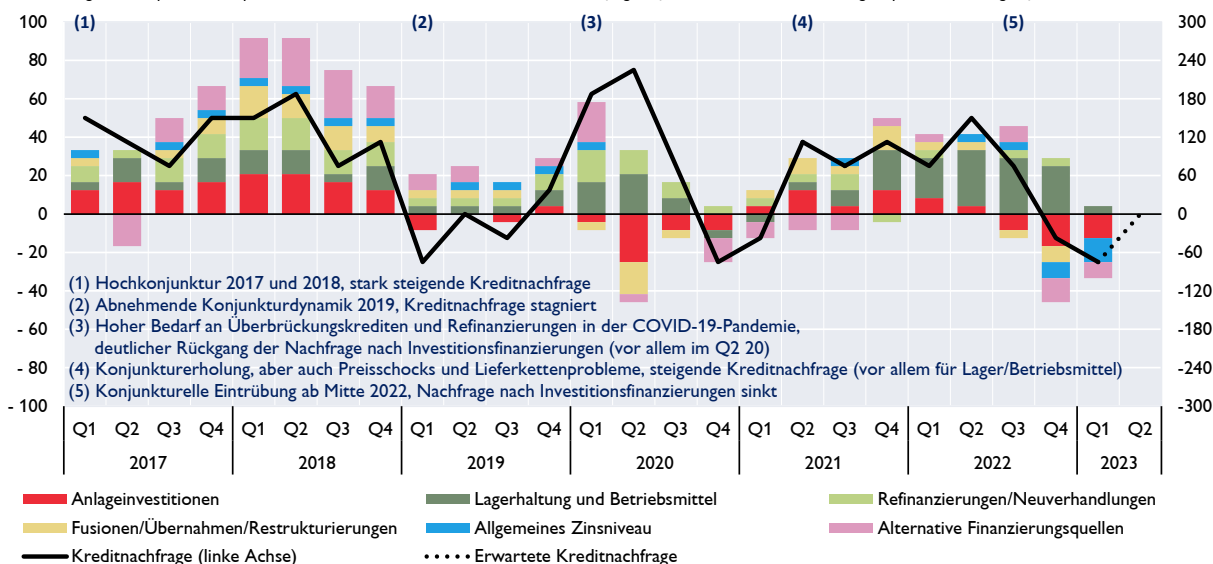 100 (1) (2) (3) (4) (5) 300
80 240
60 180
40 120
20 60
0 0
- 20 -60
- 40 -120
- 60 -180
- 80 -240
- 100 -300
(1) Hochkonjunktur 2017 und 2018, stark steigende Kreditnachfrage
(2) Abnehmende Konjunkturdynamik 2019, Kreditnachfrage stagniert
(3) Hoher Bedarf an Überbrückungskrediten und Refinanzierungen in der COVID-19-Pandemie,
deutlicher Rückgang der Nachfrage nach Investitionsfinanzierungen (vor allem im Q2 20)
(4) Konjunkturerholung, aber auch Preisschocks und Lieferkettenprobleme, steigende Kreditnachfrage (vor allem für Lager/Betriebsmittel)
(5) Konjunkturelle Eintrübung ab Mitte 2022, Nachfrage nach Investitionsfinanzierungen sinkt
Q1 Q2 Q3 Q4 Q1 Q2 Q3 Q4 Q1 Q2 Q3 Q4 Q1 Q2 Q3 Q4 Q1 Q2 Q3 Q4 Q1 Q2 Q3 Q4 Q1 Q2
2017 2018 2019 2020 2021 2022 2023
Anlageinvestitionen Lagerhaltung und Betriebsmittel Refinanzierungen/Neuverhandlungen
Fusionen/Übernahmen/Restrukturierungen Allgemeines Zinsniveau Alternative Finanzierungsquellen
Kreditnachfrage (linke Achse) Erwartete Kreditnachfrage